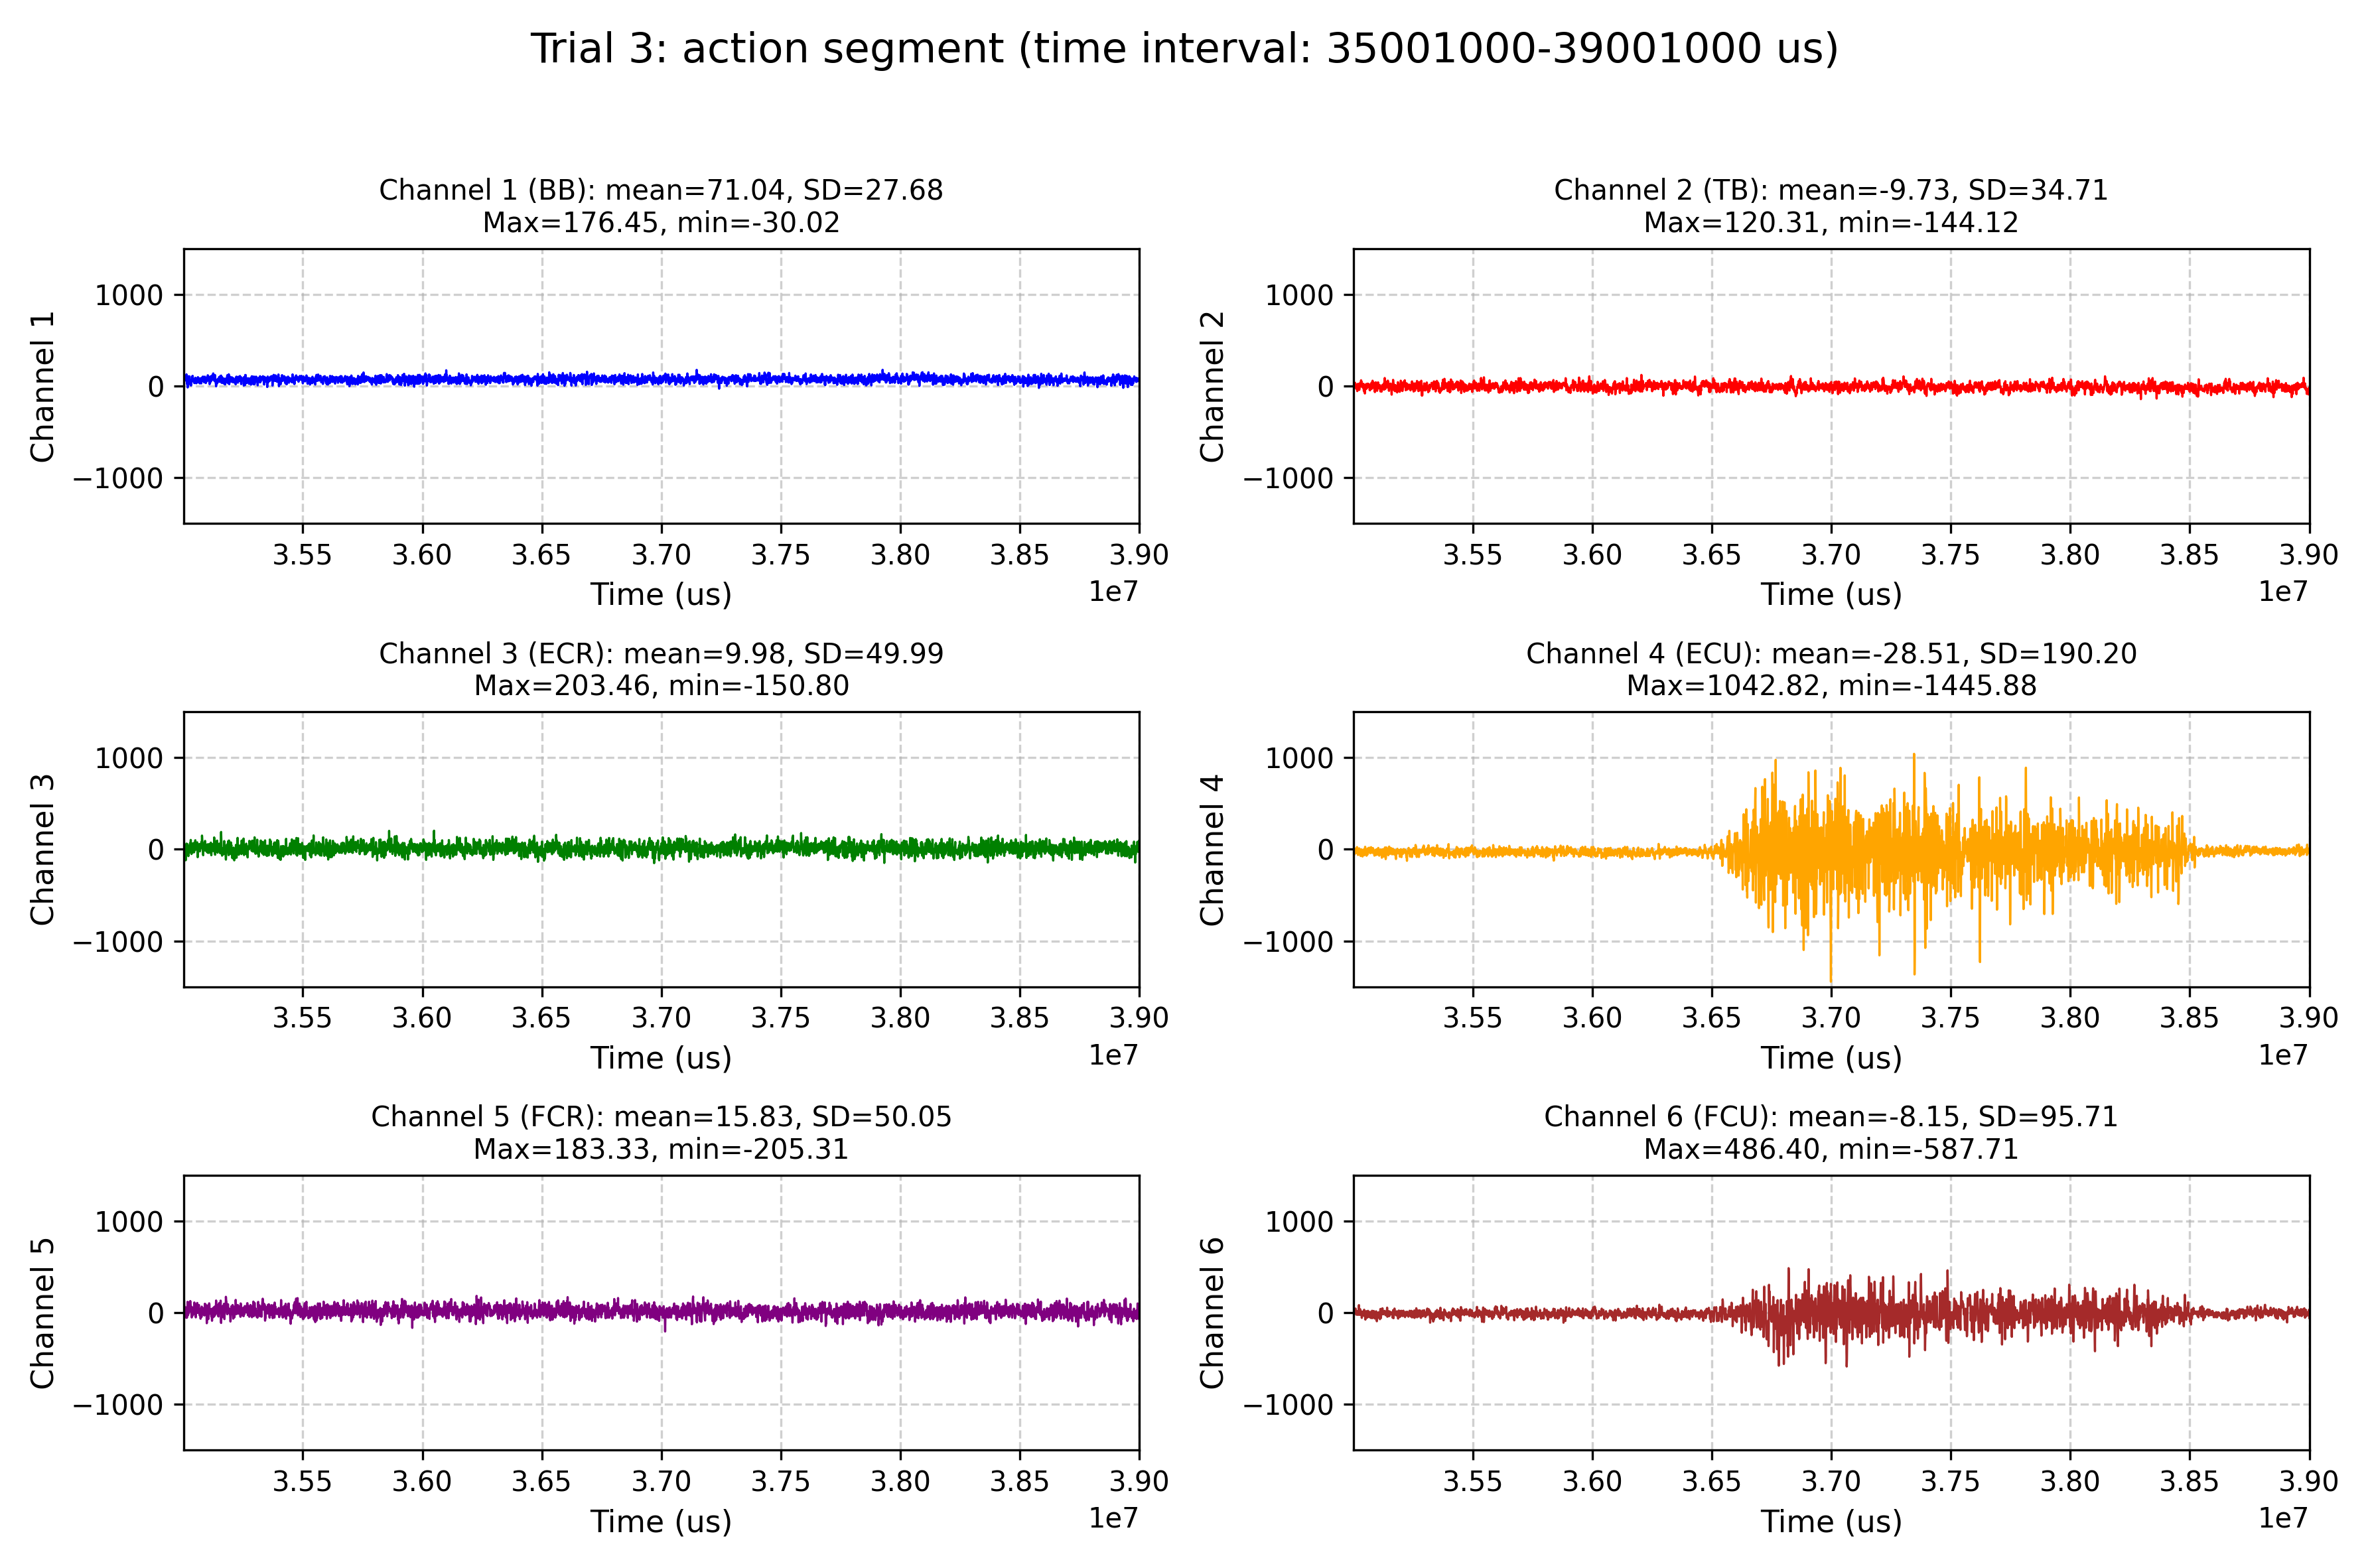 Trial 3: action segment (time interval: 35001000-39001000 us)
Channel 1 (BB): mean=71.04, SD=27.68
Max=176.45, min=-30.02
Channel 1
1000
0
−1000
3.55 3.60 3.65 3.70 3.75 3.80 3.85 3.90
Time (us)
1e7
Channel 2 (TB): mean=-9.73, SD=34.71
Max=120.31, min=-144.12
Channel 2
1000
0
−1000
3.55 3.60 3.65 3.70 3.75 3.80 3.85 3.90
Time (us)
1e7
Channel 3 (ECR): mean=9.98, SD=49.99
Max=203.46, min=-150.80
Channel 3
1000
0
−1000
3.55 3.60 3.65 3.70 3.75 3.80 3.85 3.90
Time (us)
1e7
Channel 4 (ECU): mean=-28.51, SD=190.20
Max=1042.82, min=-1445.88
Channel 4
1000
0
−1000
3.55 3.60 3.65 3.70 3.75 3.80 3.85 3.90
Time (us)
1e7
Channel 5 (FCR): mean=15.83, SD=50.05
Max=183.33, min=-205.31
Channel 5
1000
0
−1000
3.55 3.60 3.65 3.70 3.75 3.80 3.85 3.90
Time (us)
1e7
Channel 6 (FCU): mean=-8.15, SD=95.71
Max=486.40, min=-587.71
Channel 6
1000
0
−1000
3.55 3.60 3.65 3.70 3.75 3.80 3.85 3.90
Time (us)
1e7